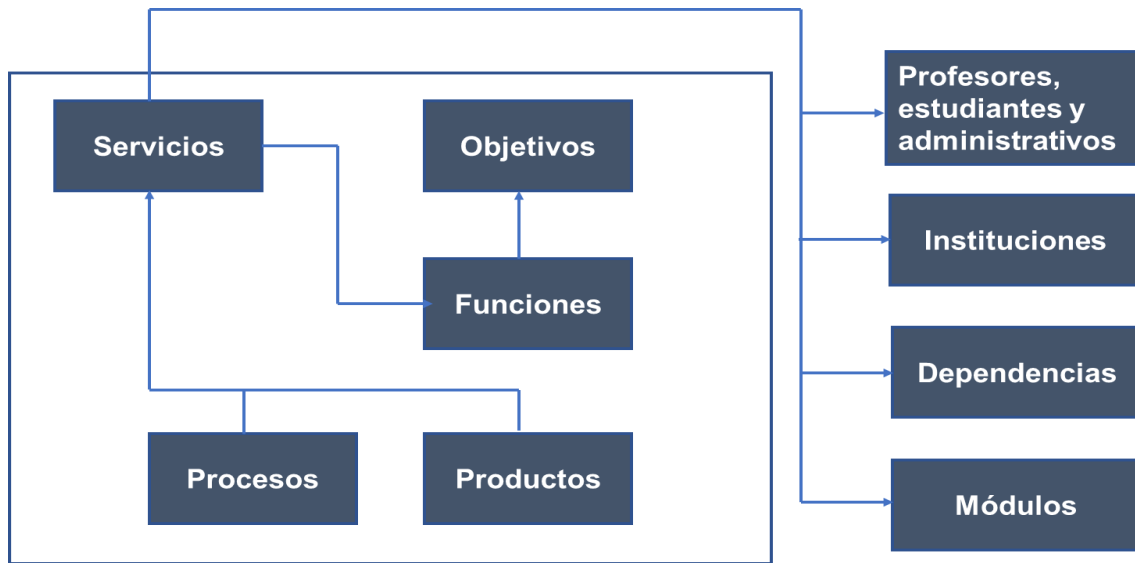 Servicios
Objetivos
Funciones
Procesos
Productos
Profesores,
estudiantes y
administrativos
Instituciones
Dependencias
Módulos